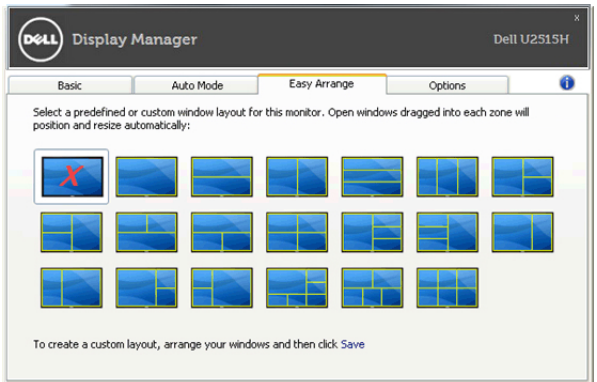 x
DELL Display Manager Dell U2515H
Basic Auto Mode Easy Arrange Options i
Select a predefined or custom window layout for this monitor. Open windows dragged into each zone will
position and resize automatically:
X
To create a custom layout, arrange your windows and then click Save